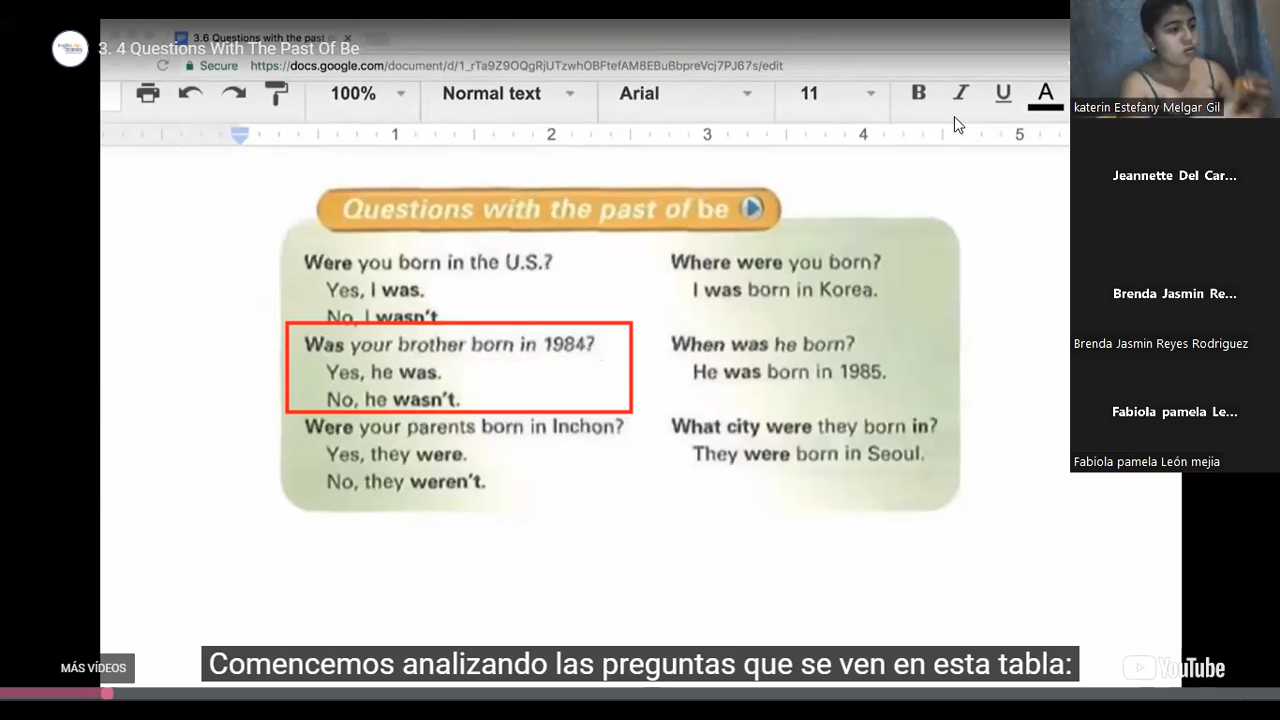 3.6 Questions with the past
3. 4 Questions With The Past Of Be
Secure https://docs.google.com/document/d/1_rTa9Z9OQgRjUTzwhOBFtefAM8EBuBbpreVcj7PJ67s/edit
100% Normal text Arial 11 B I U A
1 2 3 4 5
Questions with the past of be
Were you born in the U.S.?
Yes, I was.
No, I wasn't.
Was your brother born in 1984?
Yes, he was.
No, he wasn't.
Were your parents born in Inchon?
Yes, they were.
No, they weren't.
Where were you born?
I was born in Korea.
When was he born?
He was born in 1985.
What city were they born in?
They were born in Seoul.
katerin Estefany Melgar Gil
Jeannette Del Car...
Brenda Jasmin Re...
Brenda Jasmin Reyes Rodriguez
Fabiola pamela Le...
Fabiola pamela León mejia
Comencemos analizando las preguntas que se ven en esta tabla:
MÁS VÍDEOS
YouTube